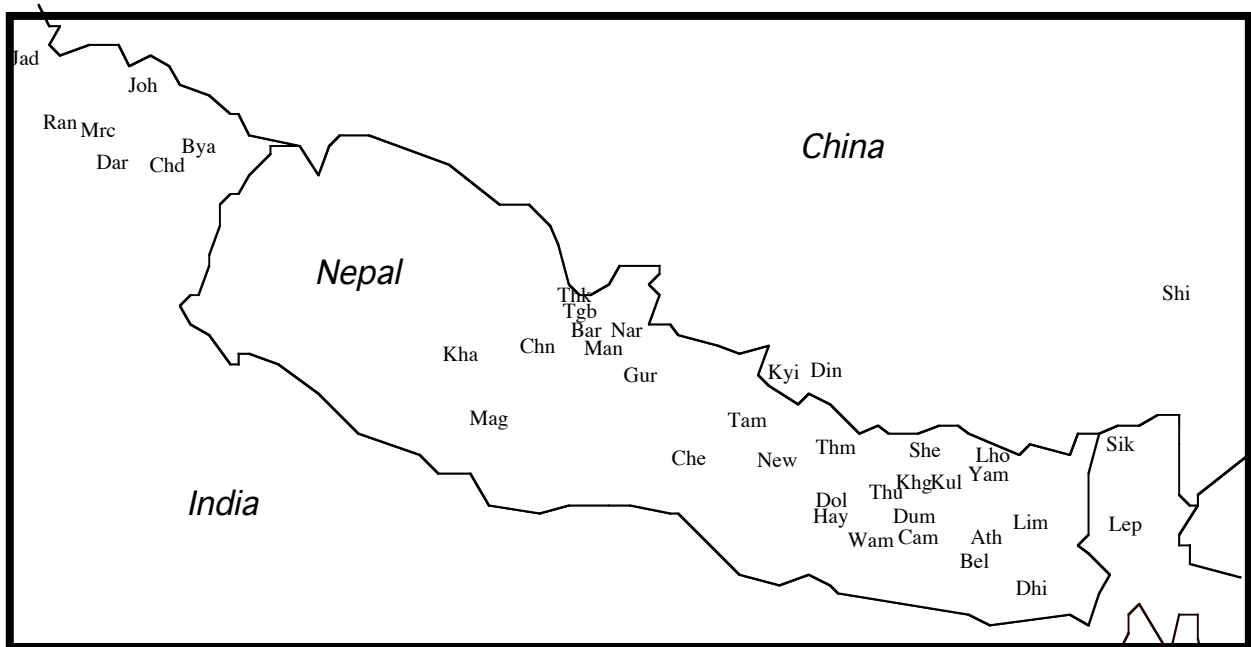 Jad
Joh
Ran
Mrc
China
Bya
Dar
Chd
Nepal
Shi
Thk
Tgb
Bar
Nar
Chn
Man
Kha
Gur
Kyi
Din
Mag
Tam
Sik
Thm
She
Lho
Che
New
Yam
Khg
Kul
Thu
India
Dol
Hay
Dum
Lim
Lep
Wam
Cam
Ath
Bel
Dhi